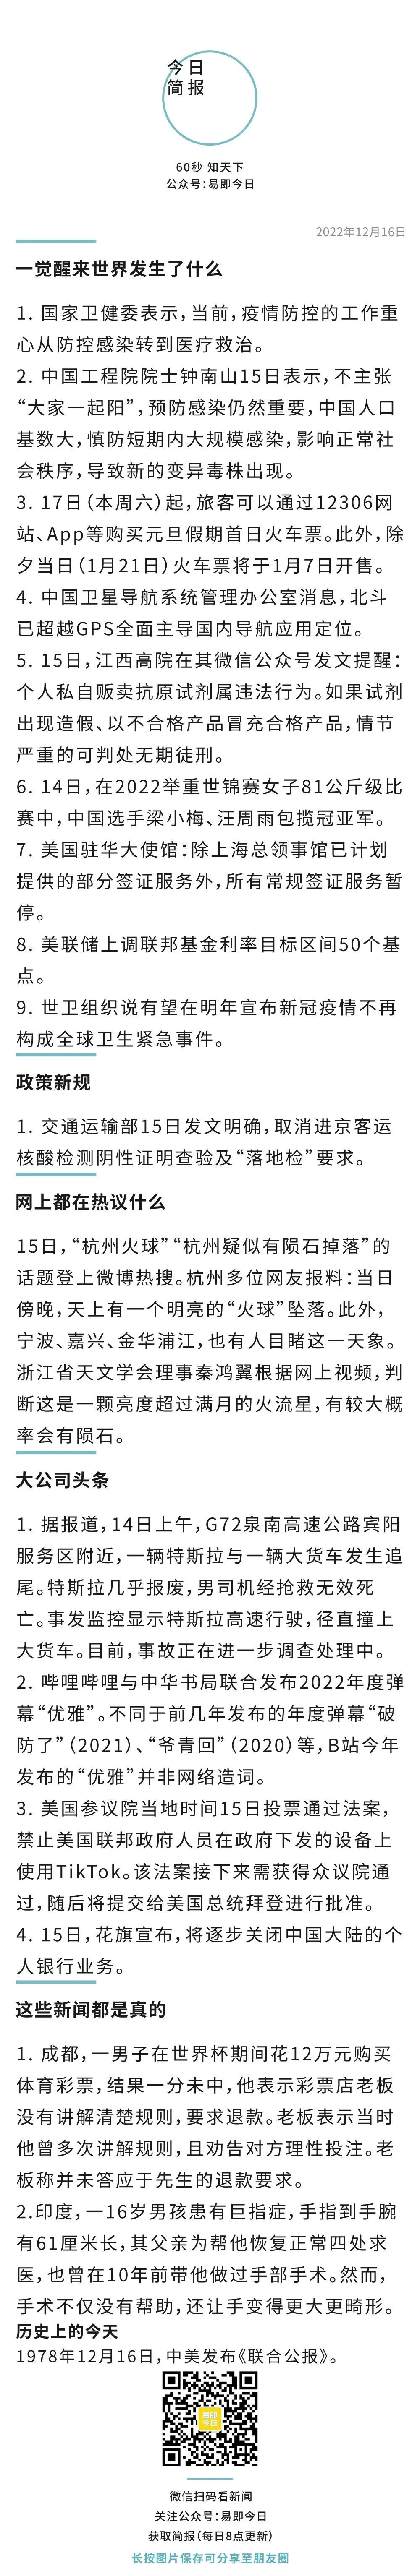 今日
简报
60秒 知天下
公众号：易即今日
2022年12月16日
一觉醒来世界发生了什么
1. 国家卫健委表示，当前，疫情防控的工作重
心从防控感染转到医疗救治。
2. 中国工程院院士钟南山15日表示，不主张
“大家一起阳”，预防感染仍然重要，中国人口
基数大，慎防短期内大规模感染，影响正常社
会秩序，导致新的变异毒株出现。
3. 17日（本周六）起，旅客可以通过12306网
站、App等购买元旦假期首日火车票。此外，除
夕当日（1月21日）火车票将于1月7日开售。
4. 中国卫星导航系统管理办公室消息，北斗
已超越GPS全面主导国内导航应用定位。
5. 15日，江西高院在其微信公众号发文提醒：
个人私自贩卖抗原试剂属违法行为。如果试剂
出现造假、以不合格产品冒充合格产品，情节
严重的可判处无期徒刑。
6. 14日，在2022举重世锦赛女子81公斤级比
赛中，中国选手梁小梅、汪周雨包揽冠亚军。
7. 美国驻华大使馆：除上海总领事馆已计划
提供的部分签证服务外，所有常规签证服务暂
停。
8. 美联储上调联邦基金利率目标区间50个基
点。
9. 世卫组织说有望在明年宣布新冠疫情不再
构成全球卫生紧急事件。
政策新规
1. 交通运输部15日发文明确，取消进京客运
核酸检测阴性证明查验及“落地检”要求。
网上都在热议什么
15日，“杭州火球”“杭州疑似有陨石掉落”的
话题登上微博热搜。杭州多位网友报料：当日
傍晚，天上有一个明亮的“火球”坠落。此外，
宁波、嘉兴、金华浦江，也有人目睹这一天象。
浙江省天文学会理事秦鸿翼根据网上视频，判
断这是一颗亮度超过满月的火流星，有较大概
率会有陨石。
大公司头条
1. 据报道，14日上午，G72泉南高速公路宾阳
服务区附近，一辆特斯拉与一辆大货车发生追
尾。特斯拉几乎报废，男司机经抢救无效死
亡。事发监控显示特斯拉高速行驶，径直撞上
大货车。目前，事故正在进一步调查处理中。
2. 哔哩哔哩与中华书局联合发布2022年度弹
幕“优雅”。不同于前几年发布的年度弹幕“破
防了”（2021）、“爷青回”（2020）等，B站今年
发布的“优雅”并非网络造词。
3. 美国参议院当地时间15日投票通过法案，
禁止美国联邦政府人员在政府下发的设备上
使用TikTok。该法案接下来需获得众议院通
过，随后将提交给美国总统拜登进行批准。
4. 15日，花旗宣布，将逐步关闭中国大陆的个
人银行业务。
这些新闻都是真的
1. 成都，一男子在世界杯期间花12万元购买
体育彩票，结果一分未中，他表示彩票店老板
没有讲解清楚规则，要求退款。老板表示当时
他曾多次讲解规则，且劝告对方理性投注。老
板称并未答应于先生的退款要求。
2.印度，一16岁男孩患有巨指症，手指到手腕
有61厘米长，其父亲为帮他恢复正常四处求
医，也曾在10年前带他做过手部手术。然而，
手术不仅没有帮助，还让手变得更大更畸形。
历史上的今天
1978年12月16日，中美发布《联合公报》。
易即
今日
微信扫码看新闻
关注公众号：易即今日
获取简报（每日8点更新）
长按图片保存可分享至朋友圈